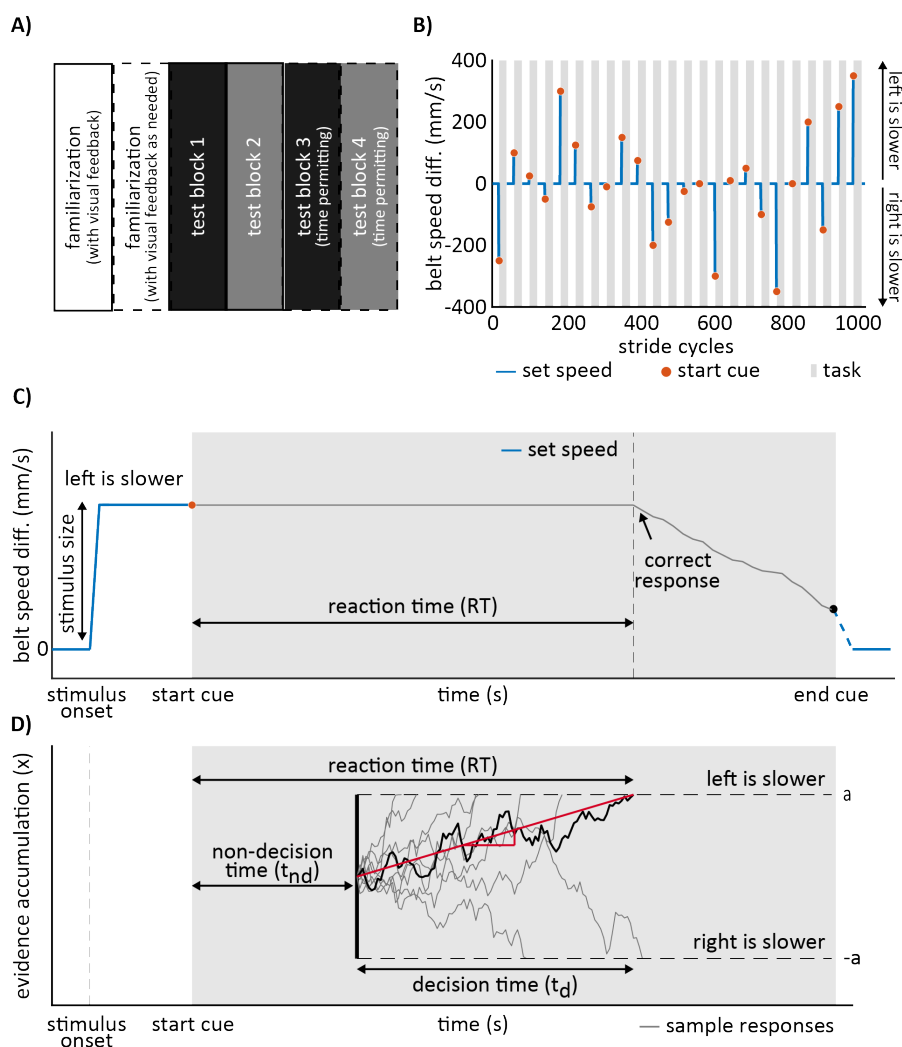 A)
familiarization
(with visual feedback)
familiarization
(with visual feedback as needed)
test block 1
test block 2
test block 3
(time permitting)
test block 4
(time permitting)
B)
belt speed diff. (mm/s)
400
200
0
-200
-400
0
200
400
600
800
1000
stride cycles
left is slower
right is slower
set speed
start cue
task
C)
belt speed diff. (mm/s)
0
left is slower
stimulus size
set speed
correct
response
reaction time (RT)
stimulus
onset
start cue
time (s)
end cue
D)
evidence accumulation (x)
reaction time (RT)
left is slower
a
non-decision
time (tnd)
right is slower
-a
decision time (td)
stimulus
onset
start cue
time (s)
sample responses